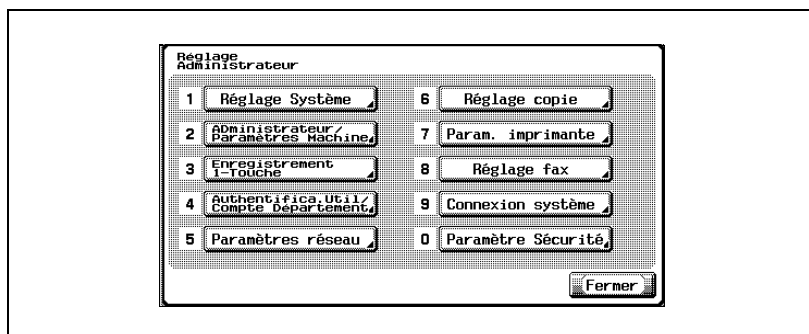 Réglage
Administrateur
1 Réglage Système
2 ADministrateur/
Paramètres Machine
3 Enregistrement
1-Touche
4 Authentifica.Util/
Compte Département
5 Paramètres réseau
6 Réglage copie
7 Param. imprimante
8 Réglage fax
9 Connexion système
0 Paramètre Sécurité
Fermer